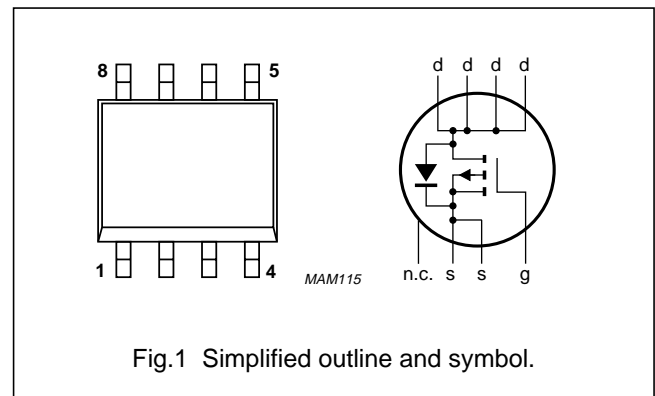 8 5
1 4
MAM115
d d d d
n.c. s s g
Fig.1 Simplified outline and symbol.